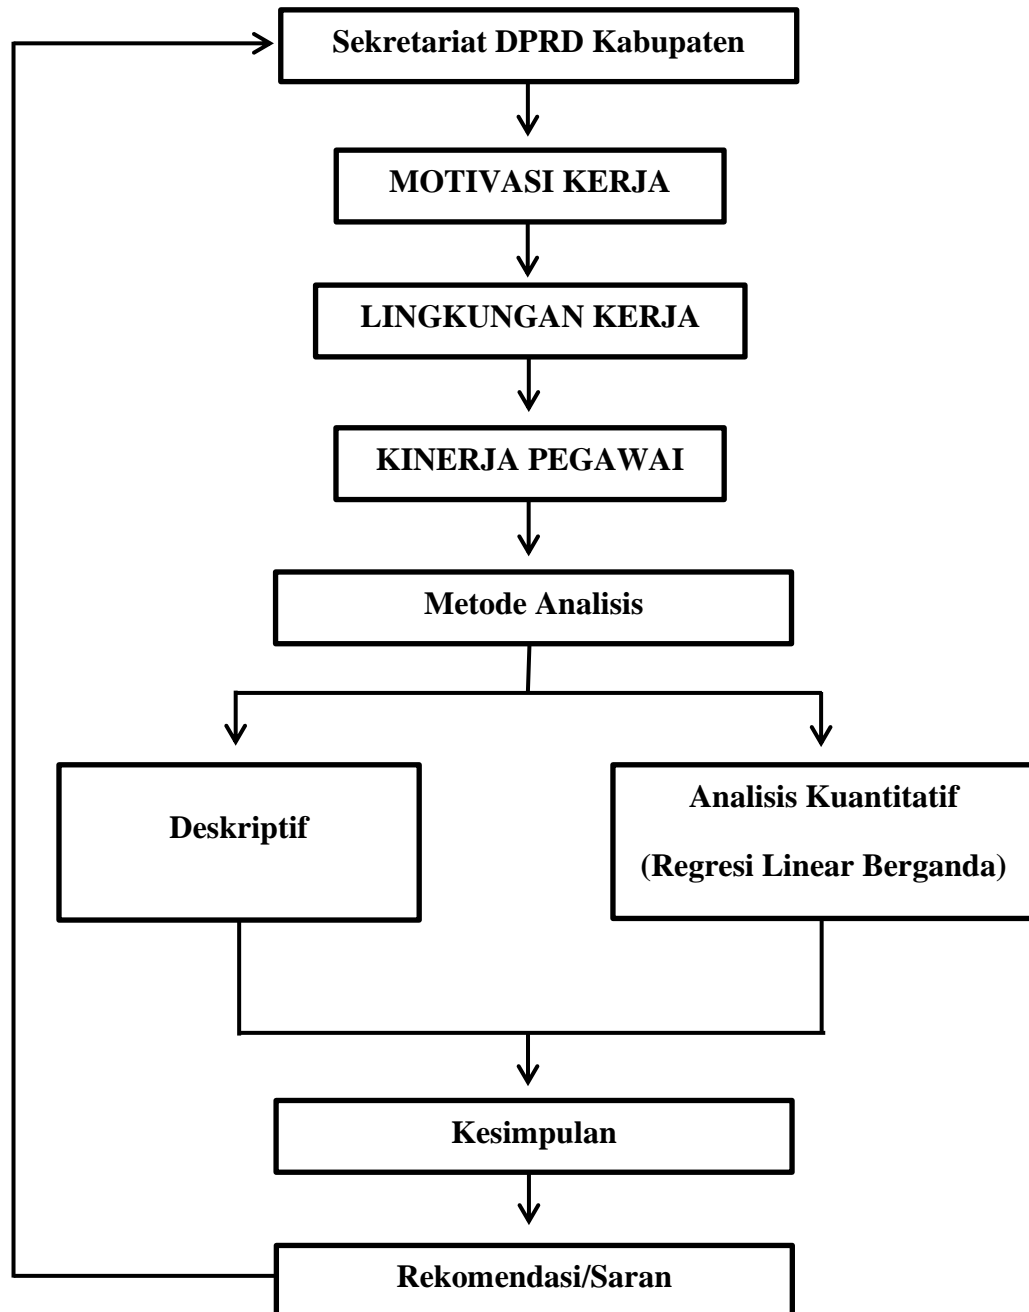 Sekretariat DPRD Kabupaten
MOTIVASI KERJA
LINGKUNGAN KERJA
KINERJA PEGAWAI
Metode Analisis
Deskriptif
Analisis Kuantitatif
(Regresi Linear Berganda)
Kesimpulan
Rekomendasi/Saran